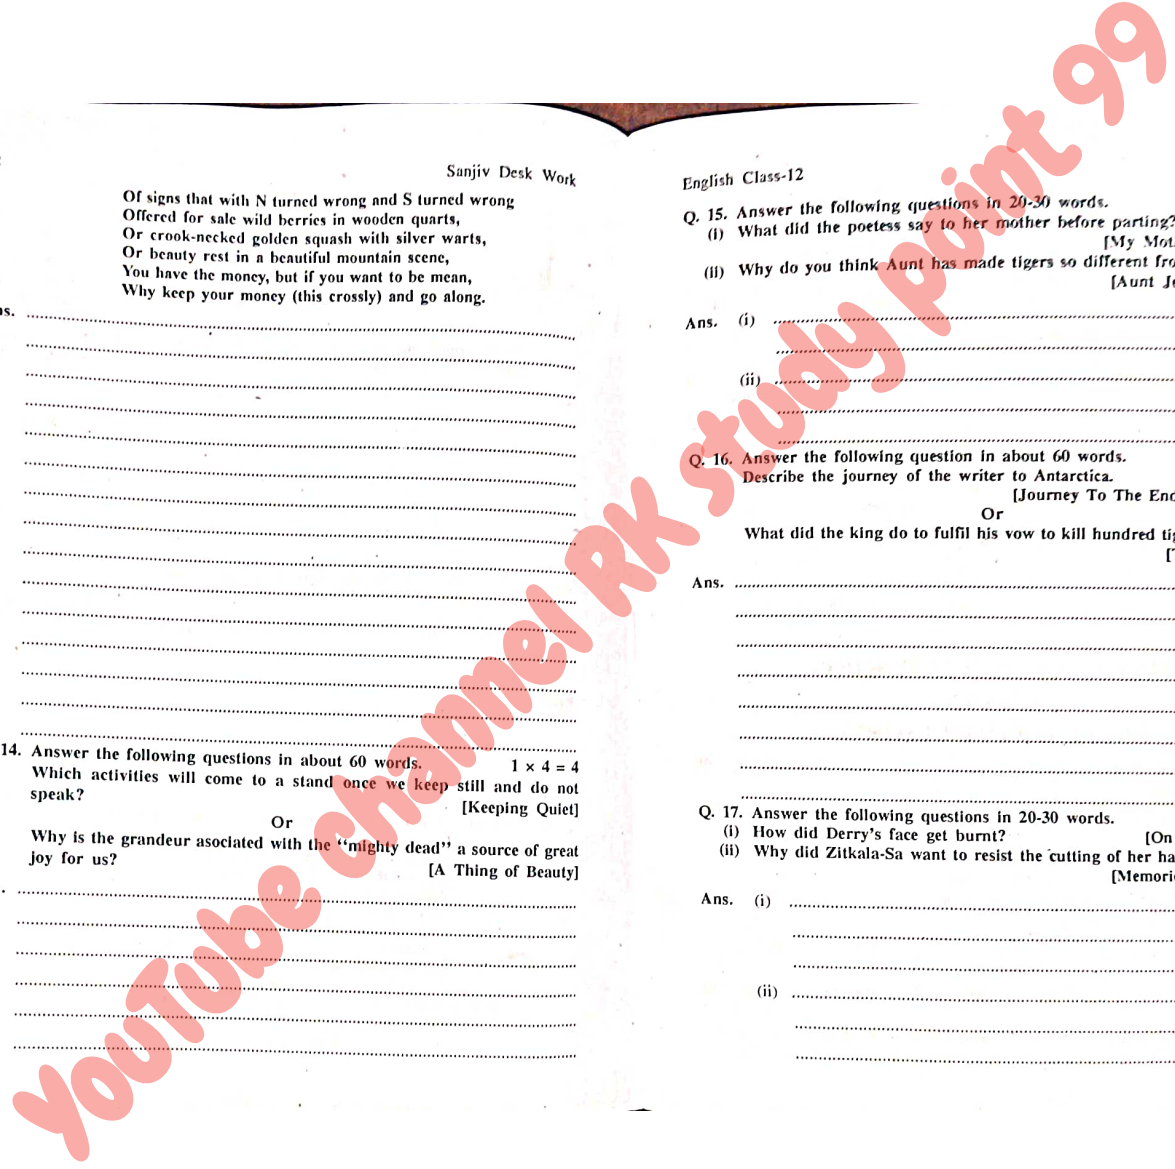 Sanjiv Desk Work
Of signs that with N turned wrong and S turned wrong
Offered for sale wild berries in wooden quarts,
Or crook-necked golden squash with silver warts,
Or beauty rest in a beautiful mountain scene,
You have the money, but if you want to be mean,
Why keep your money (this crossly) and go along.
14. Answer the following questions in about 60 words. 1 × 4 = 4
Which activities will come to a stand once we keep still and do not
speak? [Keeping Quiet]
Or
Why is the grandeur asociated with the “mighty dead” a source of great
joy for us? [A Thing of Beauty]
English Class-12
Q. 15. Answer the following questions in 20-30 words.
(i) What did the poetess say to her mother before parting?
[My
(ii) Why do you think Aunt has made tigers so different
[Aunt
Ans. (i)
(ii)
Q. 16. Answer the following question in about 60 words.
Describe the journey of the writer to Antarctica.
[Journey To The
Or
What did the king do to fulfil his vow to kill hundred
Ans.
Q. 17. Answer the following questions in 20-30 words.
(i) How did Derry's face get burnt? [On
(ii) Why did Zitkala-Sa want to resist the cutting of her
Ans. (i)
(ii)
YouTube channel RK study point 99